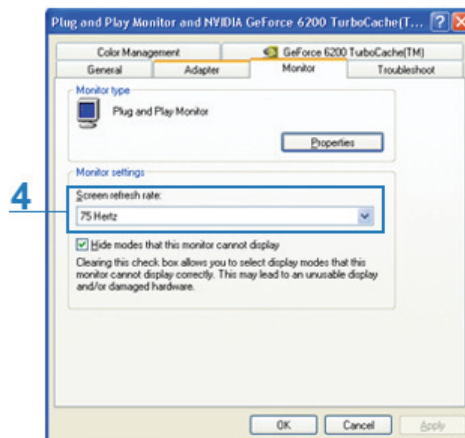 Plug and Play Monitor and NVIDIA GeForce 6200 TurboCache(T...
Color Management
GeForce 6200 TurboCache(TM)
General
Adapter
Monitor
Troubleshoot
Monitor type
Plug and Play Monitor
Properties
Monitor settings
4
Screen refresh rate:
75 Hertz
Hide modes that this monitor cannot display
Clearing this check box allows you to select display modes that this
monitor cannot display correctly. This may lead to an unusable display
and/or damaged hardware.
OK
Cancel
Apply